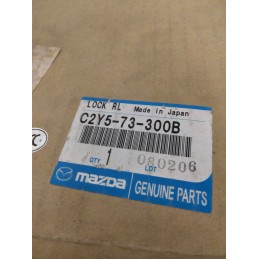 LOCK RL Made in Japan
C2Y5-73-300B
QTY 1 LOT 080206
mazda GENUINE PARTS